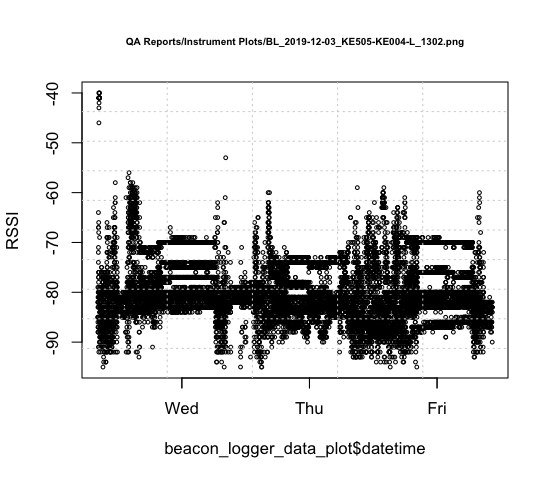 QA Reports/Instrument Plots/BL_2019-12-03_KE505-KE004-L_1302.png
-40
-50
-60
-70
-80
-90
RSSI
Wed Thu Fri
beacon_logger_data_plot$datetime